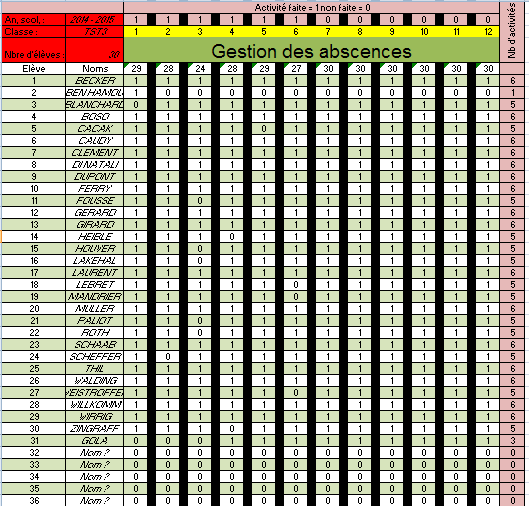 Activité faite = 1 non faite = 0
An. scol. : 2014 - 2015 1 1 1 1 1 1 0 0 0 0 0 0 Nb d'activités
Classe : 1 2 3 4 5 6 7 8 9 10 11 12
Nbre d'élèves : 30 Gestion des abscences
Elève Noms 29 28 24 28 29 27 30 30 30 30 30 30
1 BECKER 1 1 1 1 1 1 1 1 1 1 1 1 6
2 BEN HAMOU 1 0 0 0 0 0 0 0 0 0 0 0 1
3 BLANCHARD 0 1 1 1 1 1 1 1 1 1 1 1 5
4 BOSO 1 1 1 1 1 1 1 1 1 1 1 1 6
5 CACAK 1 1 1 1 0 1 1 1 1 1 1 1 5
6 CAUDY 1 1 1 1 1 1 1 1 1 1 1 1 6
7 CLEMENT 1 1 1 1 1 1 1 1 1 1 1 1 6
8 DI NATALI 1 1 1 1 1 1 1 1 1 1 1 1 6
9 DUPONT 1 1 1 1 1 1 1 1 1 1 1 1 6
10 FERRY 1 1 1 1 1 1 1 1 1 1 1 1 6
11 FOUSSE 1 1 0 1 1 1 1 1 1 1 1 1 5
12 GERARD 1 1 1 1 1 1 1 1 1 1 1 1 6
13 GIRARD 1 1 1 1 1 1 1 1 1 1 1 1 6
14 HEIBLE 1 1 1 0 1 1 1 1 1 1 1 1 5
15 HOUVER 1 1 0 1 1 1 1 1 1 1 1 1 5
16 LAKEHAL 1 1 0 1 1 1 1 1 1 1 1 1 5
17 LAURENT 1 1 1 1 1 1 1 1 1 1 1 1 6
18 LEBRET 1 1 1 1 1 0 1 1 1 1 1 1 5
19 MANDRIER 1 1 1 1 1 0 1 1 1 1 1 1 5
20 MULLER 1 1 1 1 1 1 1 1 1 1 1 1 6
21 PALIOT 1 1 0 1 1 1 1 1 1 1 1 1 5
22 ROTH 1 1 0 1 1 1 1 1 1 1 1 1 5
23 SCHAAB 1 1 1 1 1 1 1 1 1 1 1 1 6
24 SCHEFFER 1 0 1 1 1 1 1 1 1 1 1 1 5
25 THIL 1 1 1 1 1 1 1 1 1 1 1 1 6
26 WALDING 1 1 1 1 1 1 1 1 1 1 1 1 6
27 WEISTROFFER 1 1 1 1 1 0 1 1 1 1 1 1 5
28 WILLKOMM 1 1 1 1 1 1 1 1 1 1 1 1 6
29 WIRRIG 1 1 1 1 1 1 1 1 1 1 1 1 6
30 ZINGRAFF 1 1 1 0 1 1 1 1 1 1 1 1 5
31 GOLA 0 0 0 1 1 1 1 1 1 1 1 1 3
32 Nom ? 0 0 0 0 0 0 0 0 0 0 0 0 0
33 Nom ? 0 0 0 0 0 0 0 0 0 0 0 0 0
34 Nom ? 0 0 0 0 0 0 0 0 0 0 0 0 0
35 Nom ? 0 0 0 0 0 0 0 0 0 0 0 0 0
36 Nom ? 0 0 0 0 0 0 0 0 0 0 0 0 0